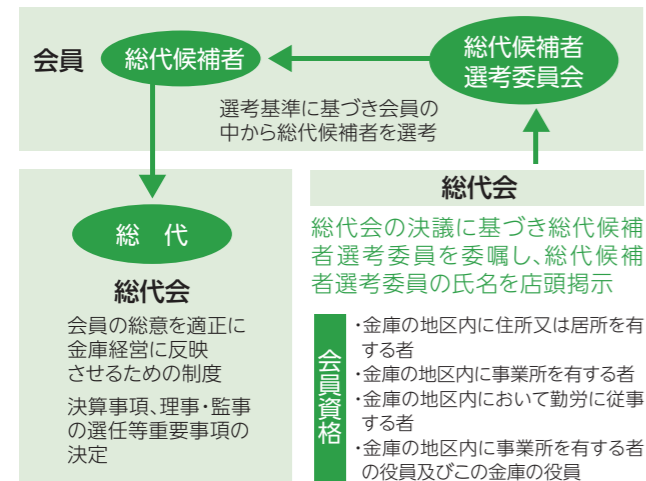 会員
総代候補者
総代候補者
選考委員会
選考基準に基づき会員の
中から総代候補者を選考
総　代
総代会
会員の総意を適正に
金庫経営に反映
させるための制度
決算事項、理事・監事
の選任等重要事項の
決定
総代会
総代会の決議に基づき総代候補
者選考委員を委嘱し、総代候補
者選考委員の氏名を店頭掲示
会員資格
・金庫の地区内に住所又は居所を有
する者
・金庫の地区内に事業所を有する者
・金庫の地区内において勤労に従事
する者
・金庫の地区内に事業所を有する者
の役員及びこの金庫の役員